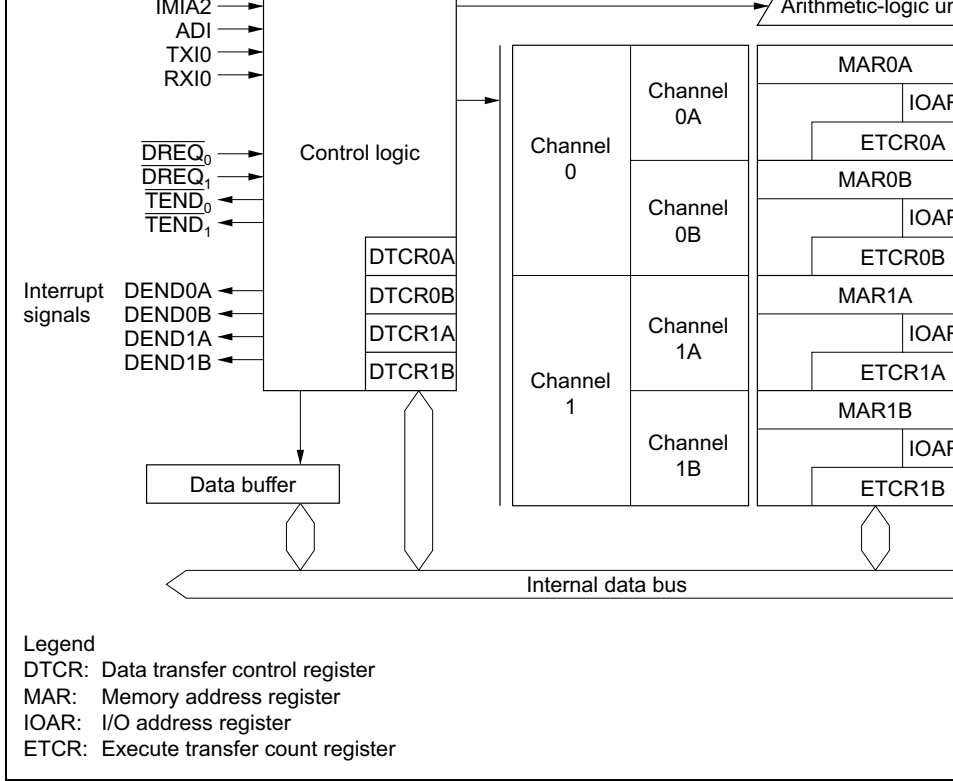 IMIA2
ADI
TXI0
RXI0
DREQ0
DREQ1
TEND0
TEND1
Interrupt
signals
DEND0A
DEND0B
DEND1A
DEND1B
Control logic
DTCR0A
DTCR0B
DTCR1A
DTCR1B
Data buffer
Arithmetic-logic
Channel
0
Channel
0A
Channel
0B
Channel
1
Channel
1A
Channel
1B
MAR0A
ETCR0A
MAR0B
ETCR0B
MAR1A
ETCR1A
MAR1B
ETCR1B
Internal data bus
Legend
DTCR: Data transfer control register
MAR: Memory address register
IOAR: I/O address register
ETCR: Execute transfer count register